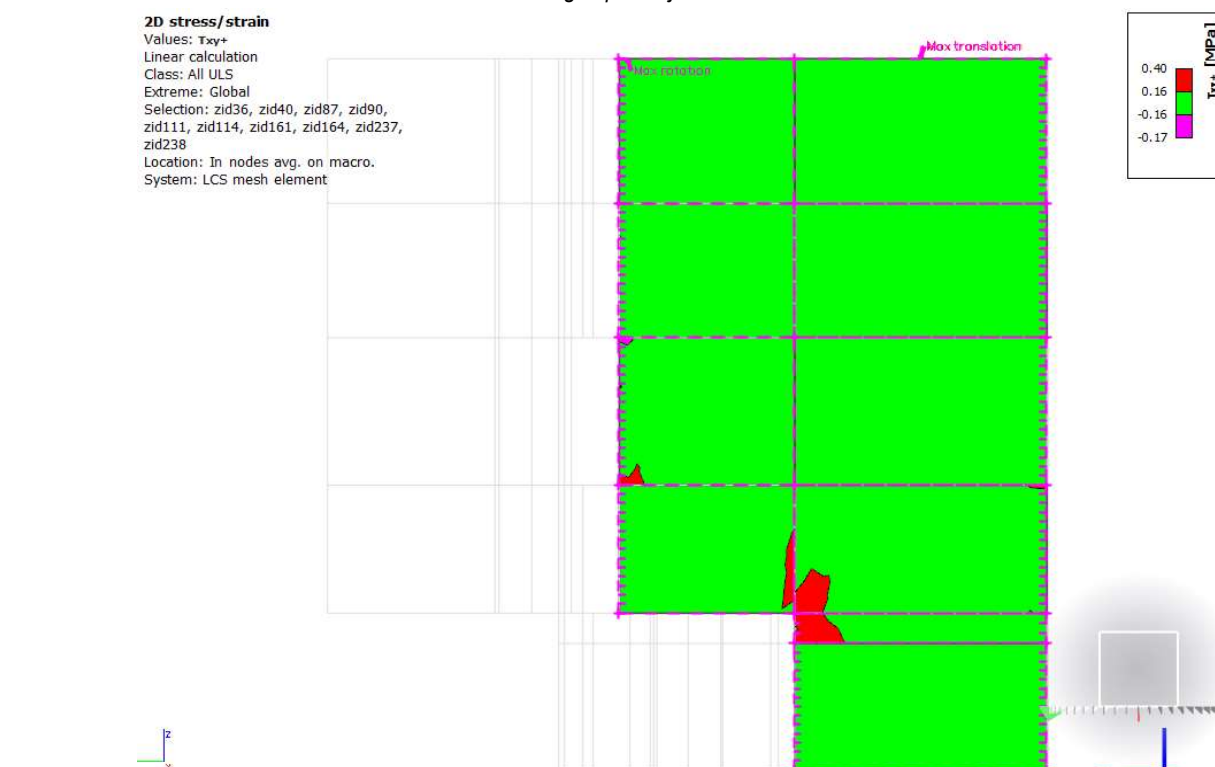 2D stress/strain
Values: τxy+
Linear calculation
Class: All ULS
Extreme: Global
Selection: zid36, zid40, zid87, zid90,
zid111, zid114, zid161, zid164, zid237,
zid238
Location: In nodes avg. on macro.
System: LCS mesh element
Max translation
Max rotation
0.40
0.16
-0.16
-0.17
[MPa]
z